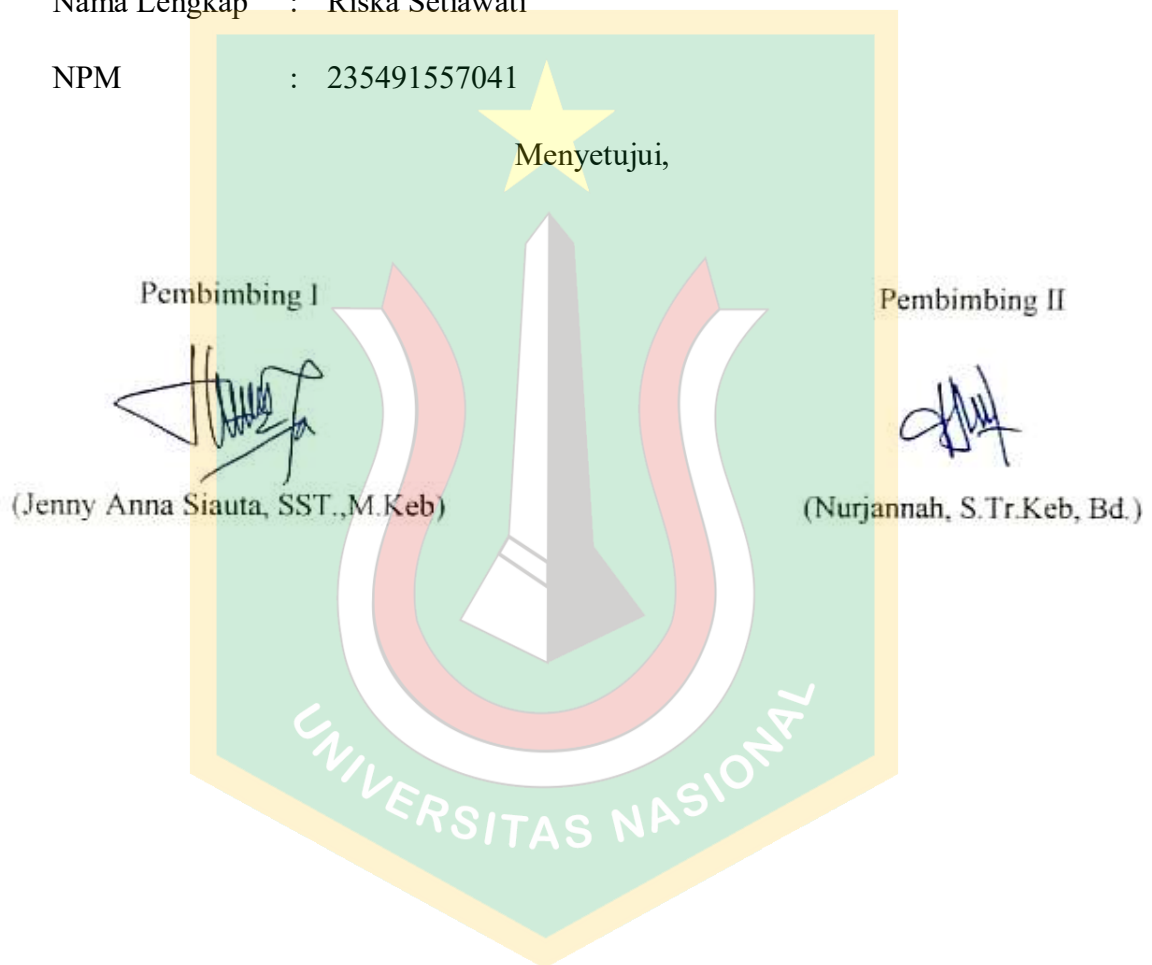 Nama Lengkap : Riska Setiawati
NPM : 235491557041
Menyetujui,
Pembimbing I
Pembimbing II
(Jenny Anna Siauta, SST.,M.Keb)
(Nurjannah, S.Tr.Keb, Bd.)
UNIVERSITAS NASIONAL